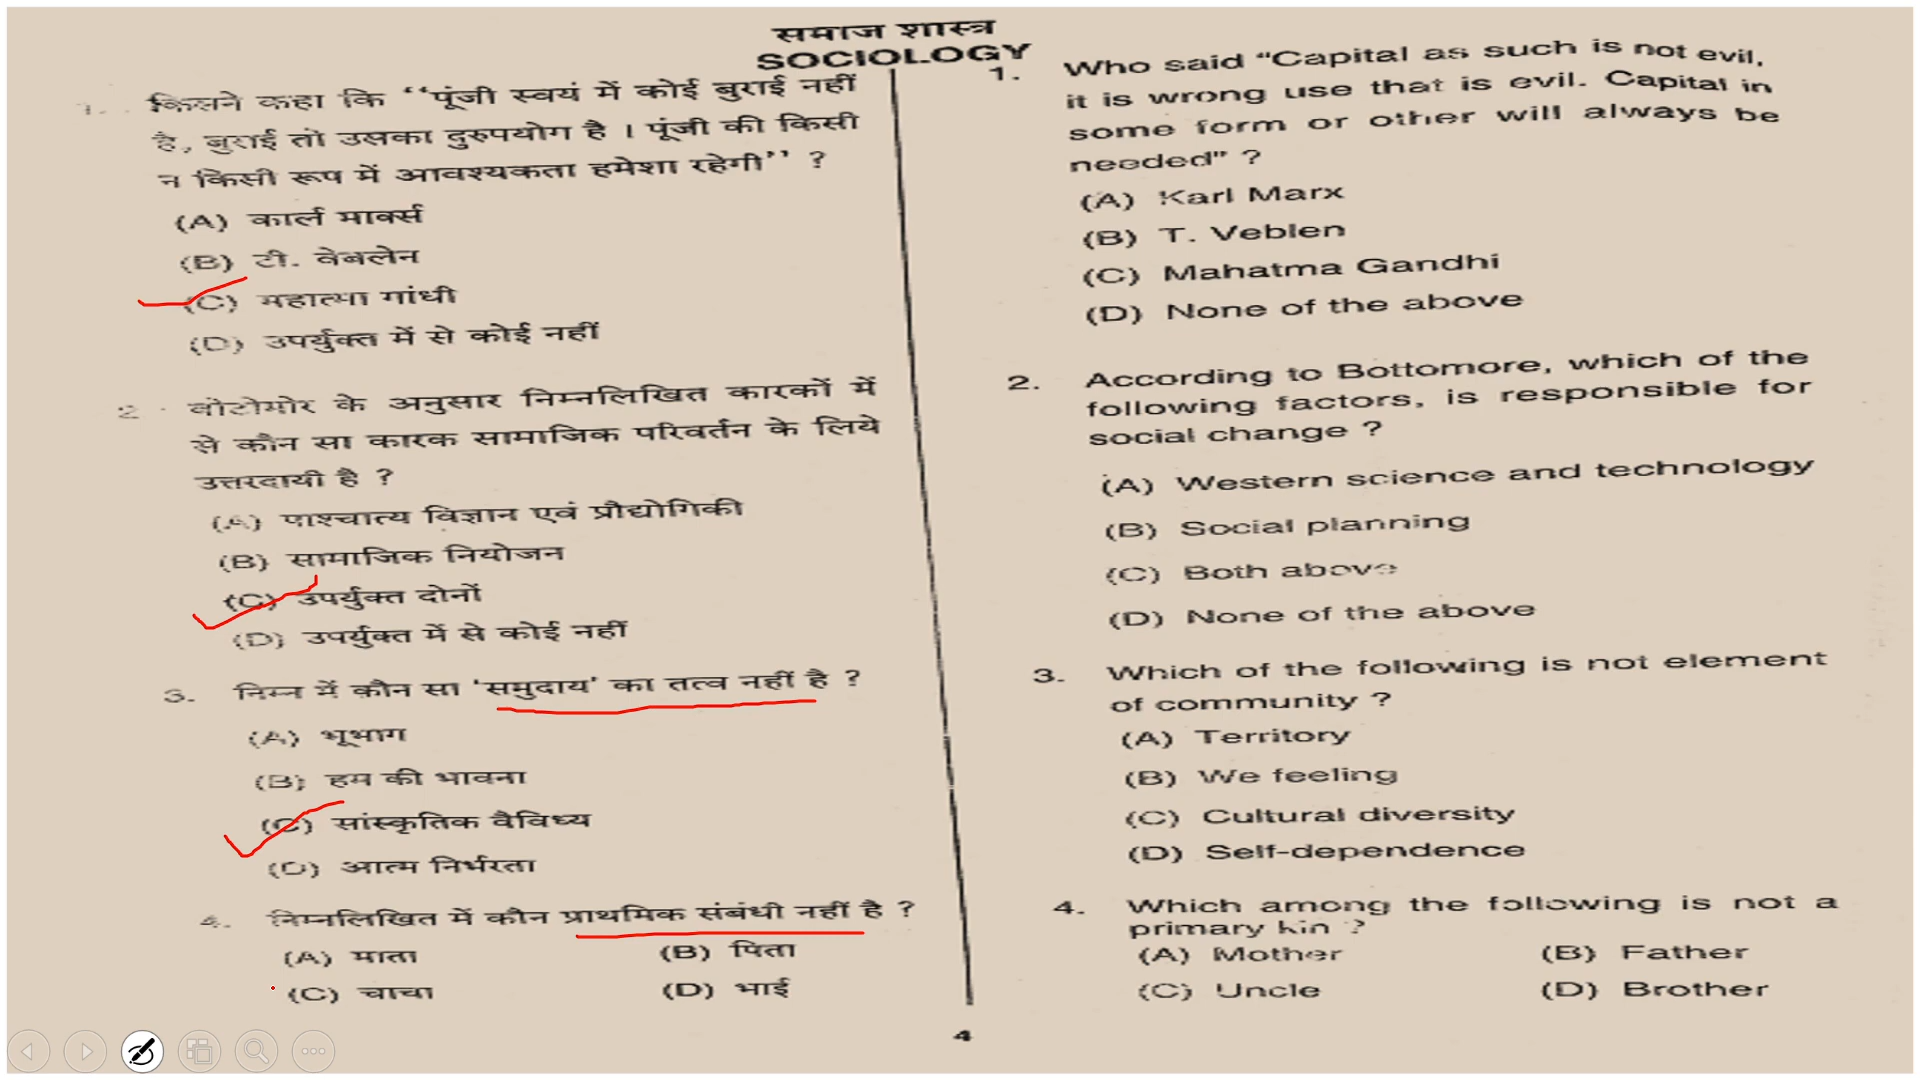 समाज शास्त्र
SOCIOLOGY
1. किसने कहा कि ‘‘पूंजी स्वयं में कोई बुराई नहीं
है, बुराई तो उसका दुरुपयोग है । पूंजी की किसी
न किसी रूप में आवश्यकता हमेशा रहेगी’’ ?
(A) कार्ल मार्क्स
(B) टी. वेबलेन
(C) महात्मा गांधी
(D) उपर्युक्त में से कोई नहीं
2. बोटोमोर के अनुसार निम्नलिखित कारकों में
से कौन सा कारक सामाजिक परिवर्तन के लिये
उत्तरदायी है ?
(A) पाश्चात्य विज्ञान एवं प्रौद्योगिकी
(B) सामाजिक नियोजन
(C) उपर्युक्त दोनों
(D) उपर्युक्त में से कोई नहीं
3. निम्न में कौन सा ‘समुदाय’ का तत्व नहीं है ?
(A) भूभाग
(B) हम की भावना
(C) सांस्कृतिक वैविध्य
(D) आत्म निर्भरता
4. निम्नलिखित में कौन प्राथमिक संबंधी नहीं है ?
(A) माता (B) पिता
(C) चाचा (D) भाई
1. Who said “Capital as such is not evil,
it is wrong use that is evil. Capital in
some form or other will always be
needed” ?
(A) Karl Marx
(B) T. Veblen
(C) Mahatma Gandhi
(D) None of the above
2. According to Bottomore, which of the
following factors, is responsible for
social change ?
(A) Western science and technology
(B) Social planning
(C) Both above
(D) None of the above
3. Which of the following is not element
of community ?
(A) Territory
(B) We feeling
(C) Cultural diversity
(D) Self-dependence
4. Which among the following is not a
primary kin ?
(A) Mother (B) Father
(C) Uncle (D) Brother
4